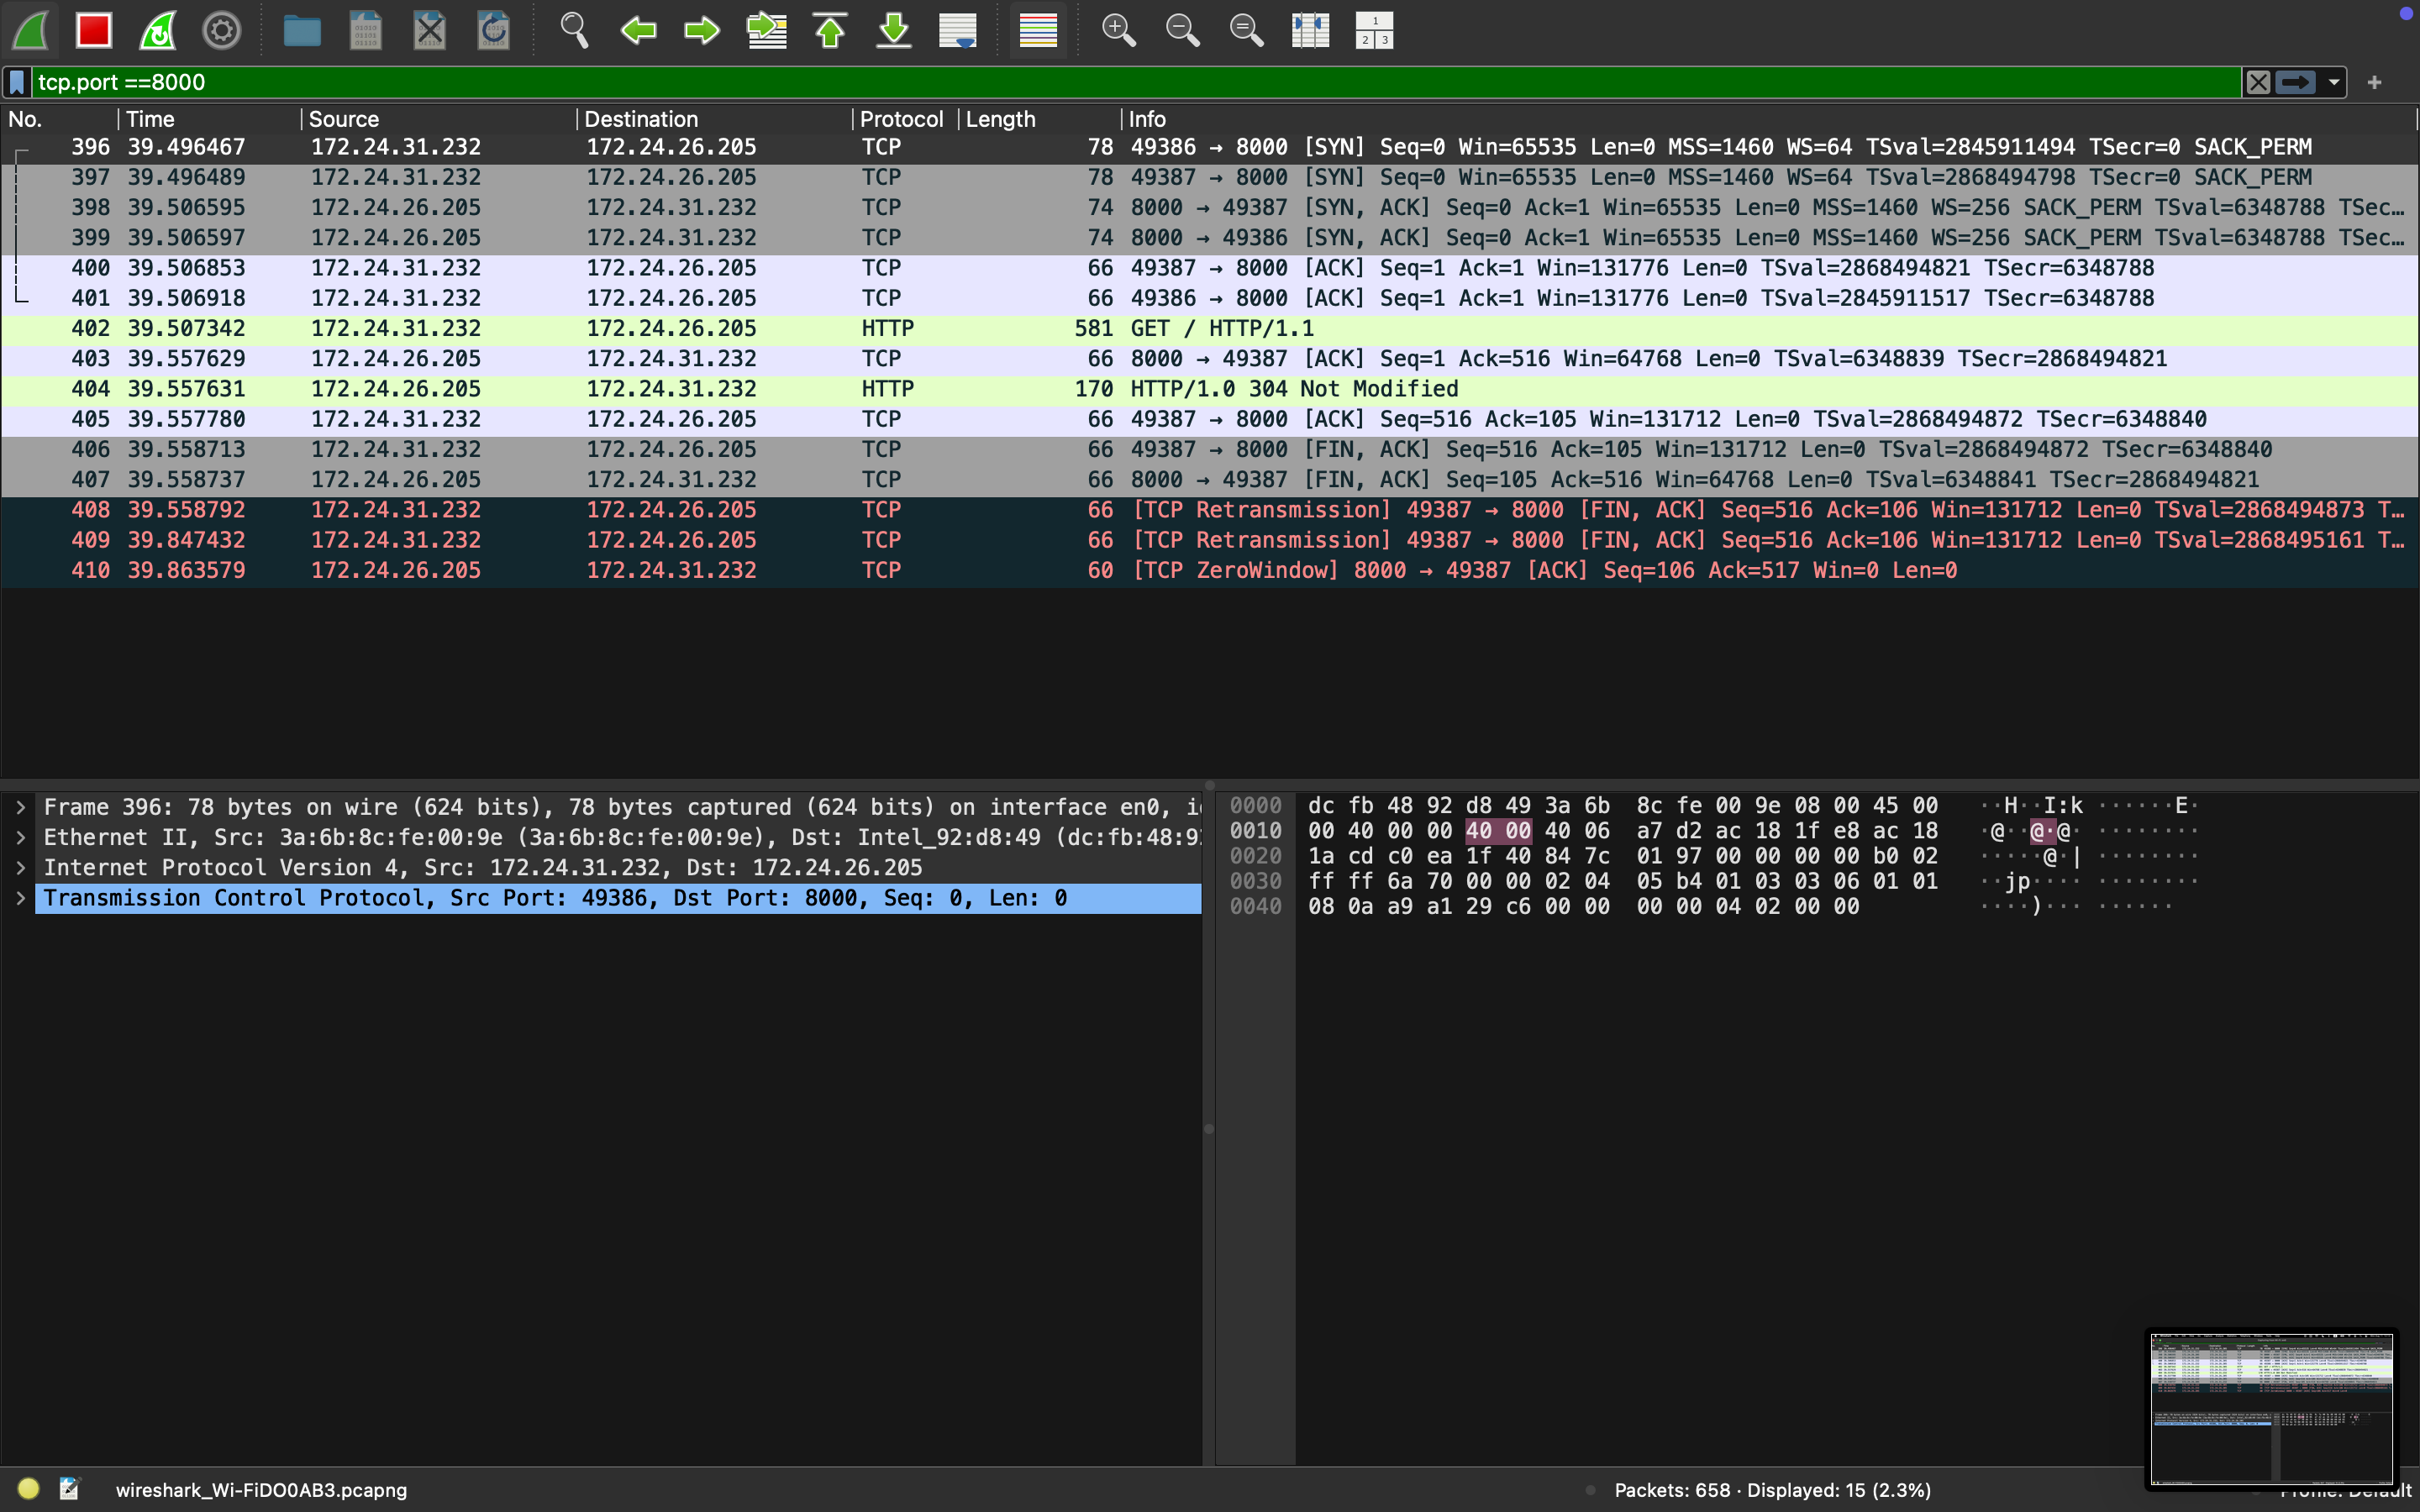 1
2 3
tcp.port ==8000
No. Time Source Destination Protocol Length Info
396 39.496467 172.24.31.232 172.24.26.205 TCP 78 49386 → 8000 [SYN] Seq=0 Win=65535 Len=0 MSS=1460 WS=64 TSval=2845911494 TSecr=0 SACK_PERM
397 39.496489 172.24.31.232 172.24.26.205 TCP 78 49387 → 8000 [SYN] Seq=0 Win=65535 Len=0 MSS=1460 WS=64 TSval=2868494798 TSecr=0 SACK_PERM
398 39.506595 172.24.26.205 172.24.31.232 TCP 74 8000 → 49387 [SYN, ACK] Seq=0 Ack=1 Win=65535 Len=0 MSS=1460 WS=256 SACK_PERM TSval=6348788 TSec…
399 39.506597 172.24.26.205 172.24.31.232 TCP 74 8000 → 49386 [SYN, ACK] Seq=0 Ack=1 Win=65535 Len=0 MSS=1460 WS=256 SACK_PERM TSval=6348788 TSec…
400 39.506853 172.24.31.232 172.24.26.205 TCP 66 49387 → 8000 [ACK] Seq=1 Ack=1 Win=131776 Len=0 TSval=2868494821 TSecr=6348788
401 39.506918 172.24.31.232 172.24.26.205 TCP 66 49386 → 8000 [ACK] Seq=1 Ack=1 Win=131776 Len=0 TSval=2845911517 TSecr=6348788
402 39.507342 172.24.31.232 172.24.26.205 HTTP 581 GET / HTTP/1.1
403 39.557629 172.24.26.205 172.24.31.232 TCP 66 8000 → 49387 [ACK] Seq=1 Ack=516 Win=64768 Len=0 TSval=6348839 TSecr=2868494821
404 39.557631 172.24.26.205 172.24.31.232 HTTP 170 HTTP/1.0 304 Not Modified
405 39.557780 172.24.31.232 172.24.26.205 TCP 66 49387 → 8000 [ACK] Seq=516 Ack=105 Win=131712 Len=0 TSval=2868494872 TSecr=6348840
406 39.558713 172.24.31.232 172.24.26.205 TCP 66 49387 → 8000 [FIN, ACK] Seq=516 Ack=105 Win=131712 Len=0 TSval=2868494872 TSecr=6348840
407 39.558737 172.24.26.205 172.24.31.232 TCP 66 8000 → 49387 [FIN, ACK] Seq=105 Ack=516 Win=64768 Len=0 TSval=6348841 TSecr=2868494821
408 39.558792 172.24.31.232 172.24.26.205 TCP 66 [TCP Retransmission] 49387 → 8000 [FIN, ACK] Seq=516 Ack=106 Win=131712 Len=0 TSval=2868494873 T…
409 39.847432 172.24.31.232 172.24.26.205 TCP 66 [TCP Retransmission] 49387 → 8000 [FIN, ACK] Seq=516 Ack=106 Win=131712 Len=0 TSval=2868495161 T…
410 39.863579 172.24.26.205 172.24.31.232 TCP 60 [TCP ZeroWindow] 8000 → 49387 [ACK] Seq=106 Ack=517 Win=0 Len=0
Frame 396: 78 bytes on wire (624 bits), 78 bytes captured (624 bits) on interface en0, i
Ethernet II, Src: 3a:6b:8c:fe:00:9e (3a:6b:8c:fe:00:9e), Dst: Intel_92:d8:49 (dc:fb:48:9
Internet Protocol Version 4, Src: 172.24.31.232, Dst: 172.24.26.205
Transmission Control Protocol, Src Port: 49386, Dst Port: 8000, Seq: 0, Len: 0
0000 dc fb 48 92 d8 49 3a 6b 8c fe 00 9e 08 00 45 00 ··H··I:k ······E·
0010 00 40 00 00 40 00 40 06 a7 d2 ac 18 1f e8 ac 18 ·@··@·@· ········
0020 1a cd c0 ea 1f 40 84 7c 01 97 00 00 00 00 b0 02 ·····@·| ········
0030 ff ff 6a 70 00 00 02 04 05 b4 01 03 03 06 01 01 ··jp···· ········
0040 08 0a a9 a1 29 c6 00 00 00 00 04 02 00 00 ····)··· ······
wireshark_Wi-FiDO0AB3.pcapng Packets: 658 · Displayed: 15 (2.3%) Profile: Default